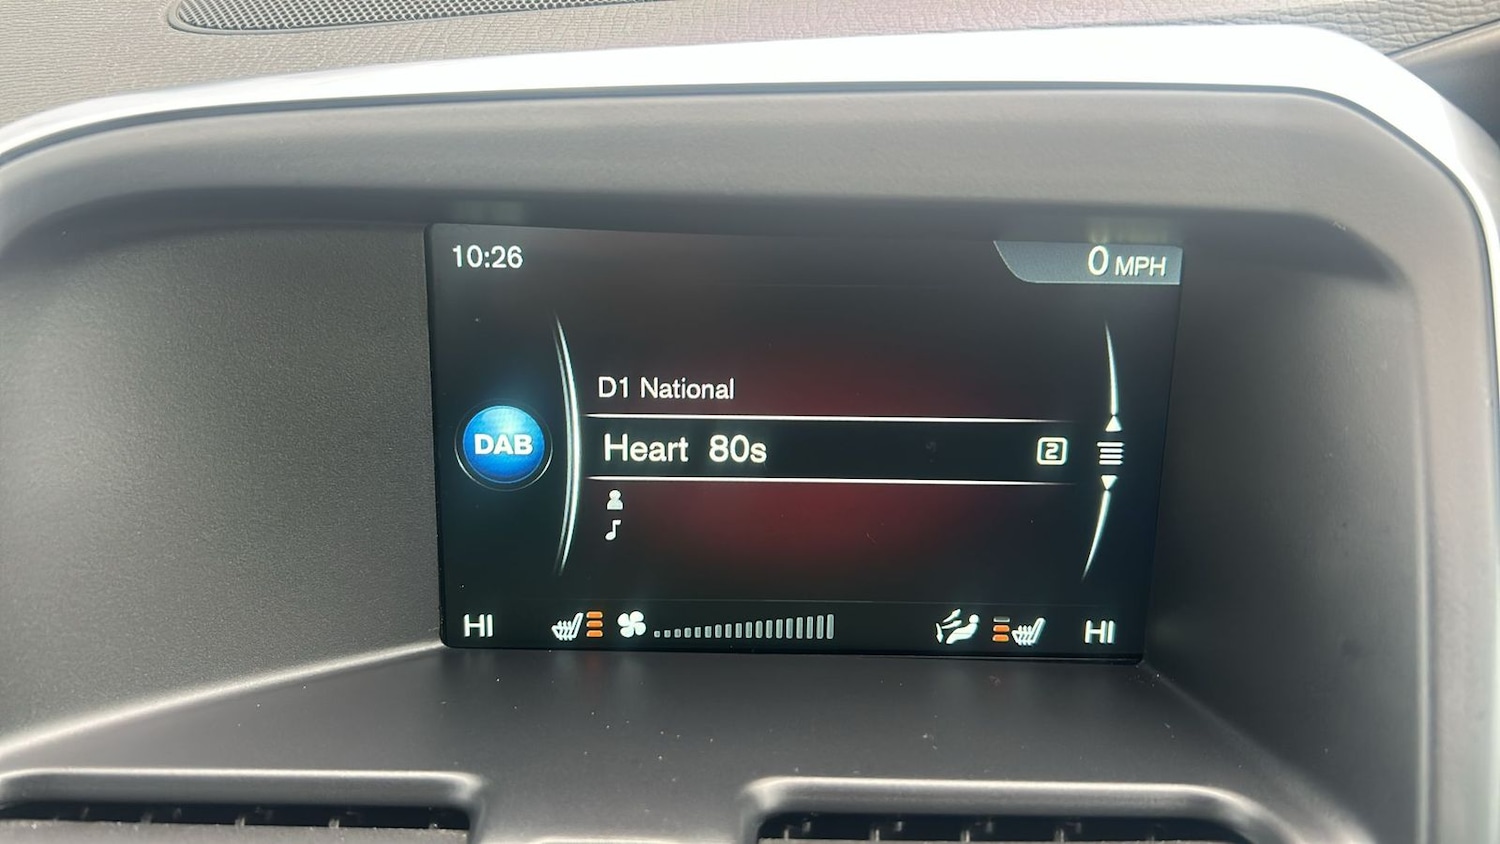 10:26
0 MPH
D1 National
DAB
Heart 80s
2
HI
HI